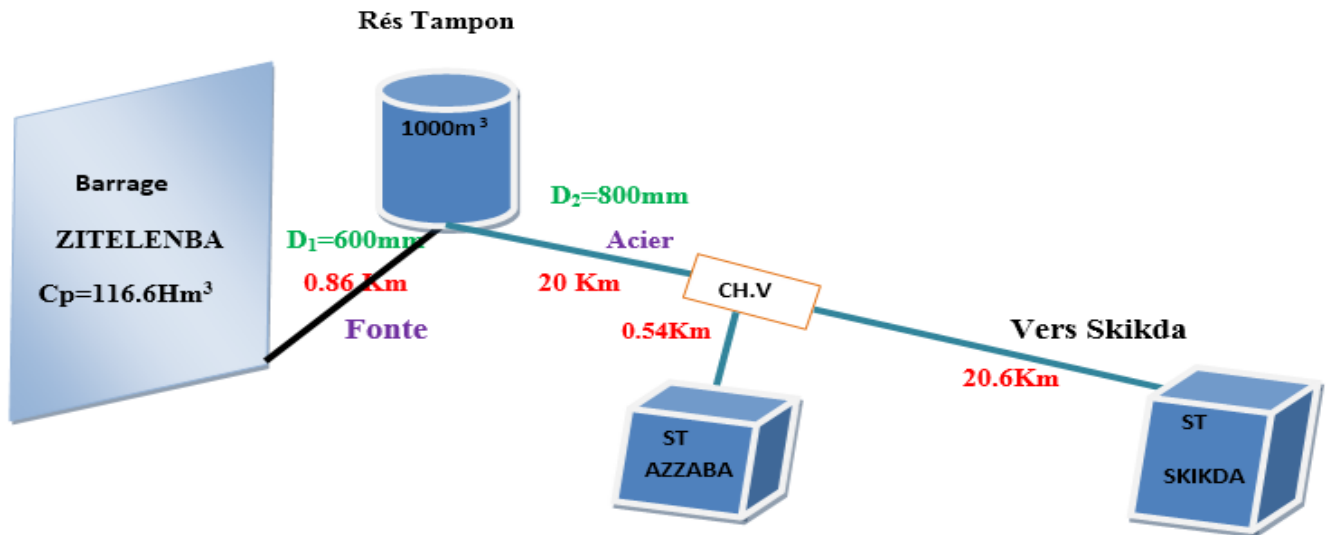 Rés Tampon
1000m³
Barrage
ZITELENBA
Cp=116.6Hm³
D₁=600mm
0.86 Km
Fonte
D₂=800mm
Acier
20 Km
CH.V
0.54Km
Vers Skikda
20.6Km
ST
AZZABA
ST
SKIKDA